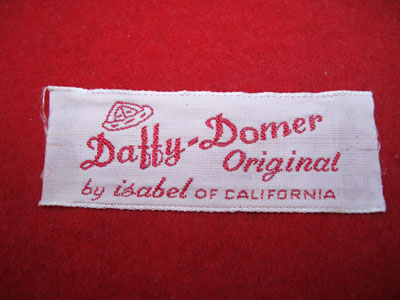 Daffy-Domer
Original
by isabel OF CALIFORNIA